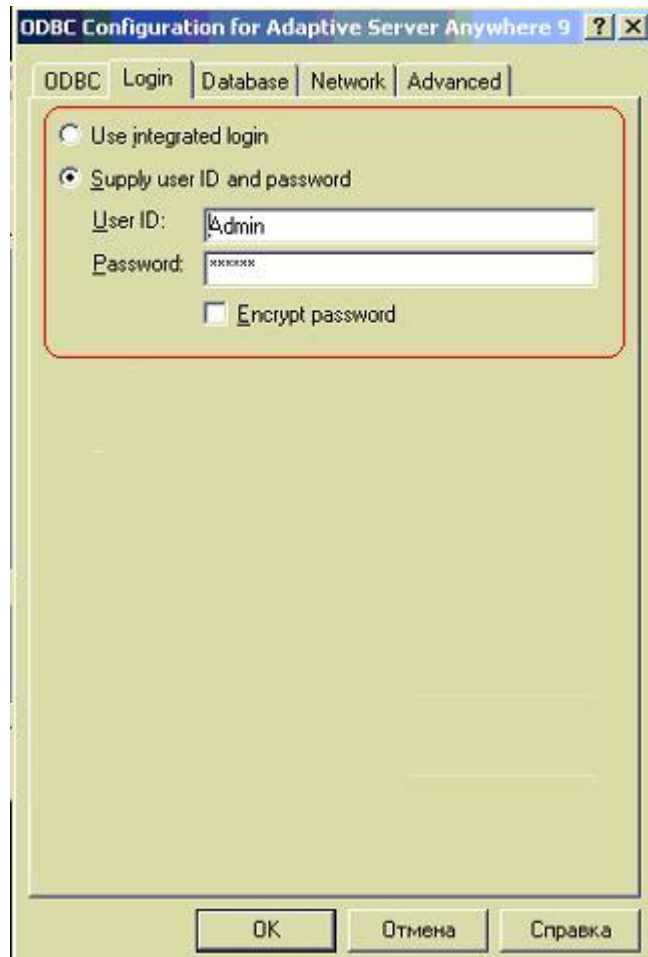 ODBC Configuration for Adaptive Server Anywhere 9 ? X
ODBC Login Database Network Advanced
Use integrated login
Supply user ID and password
User ID: Admin
Password: ******
Encrypt password
OK Отмена Справка